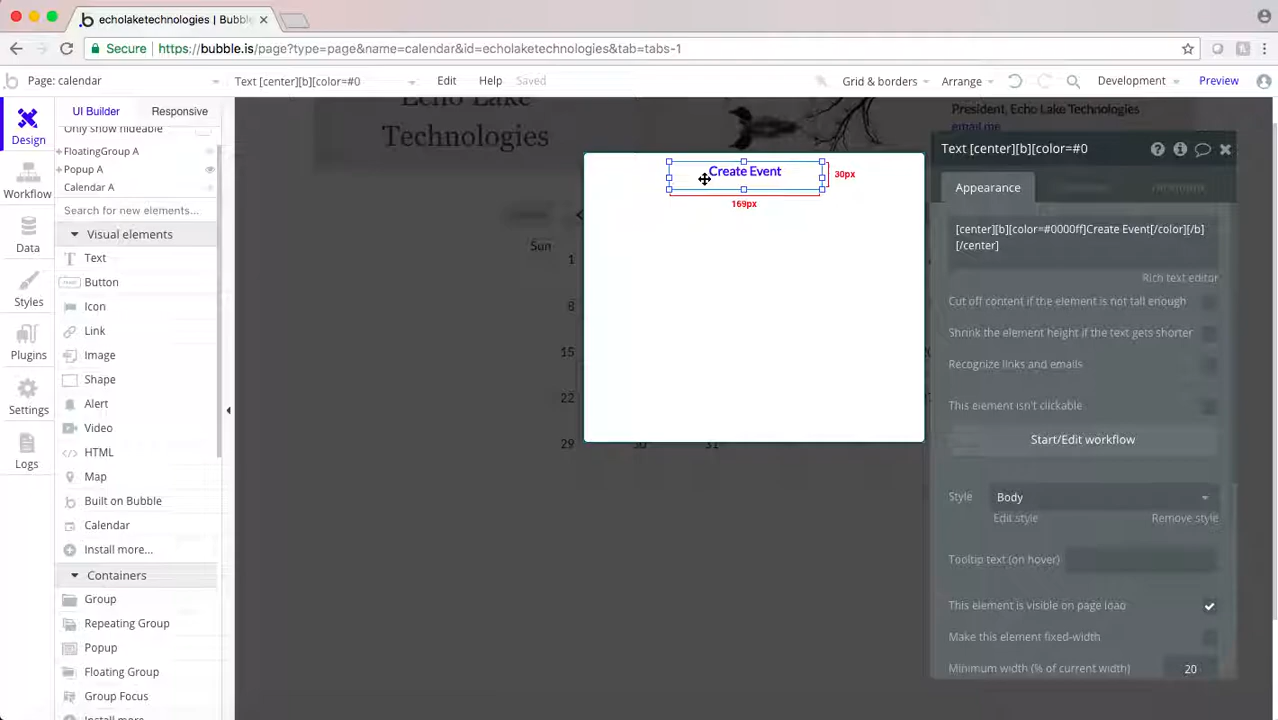 echolaketechnologies | Bubble
Secure
https://bubble.is/page?type=page&name=calendar&id=echolaketechnologies&tab=tabs-1
Page: calendar
Text [center][b][color=#0
Edit
Help
Saved
Grid & borders
Arrange
Development
Preview
Design
Workflow
Data
Styles
Plugins
Settings
Logs
UI Builder
Responsive
Only show hideable
FloatingGroup A
Popup A
Calendar A
Search for new elements...
Visual elements
Text
Button
Icon
Link
Image
Shape
Alert
Video
HTML
Map
Built on Bubble
Calendar
Install more...
Containers
Group
Repeating Group
Popup
Floating Group
Group Focus
Install more
Echo Lake
Technologies
President, Echo Lake Technologies
email me
Sun
1
8
15
22
29
30
31
Create Event
30px
169px
Text [center][b][color=#0
Appearance
[center][b][color=#0000ff]Create Event[/color][/b]
[/center]
Rich text editor
Cut off content if the element is not tall enough
Shrink the element height if the text gets shorter
Recognize links and emails
This element isn't clickable
Start/Edit workflow
Style
Body
Edit style
Remove style
Tooltip text (on hover)
This element is visible on page load
Make this element fixed-width
Minimum width (% of current width)
20